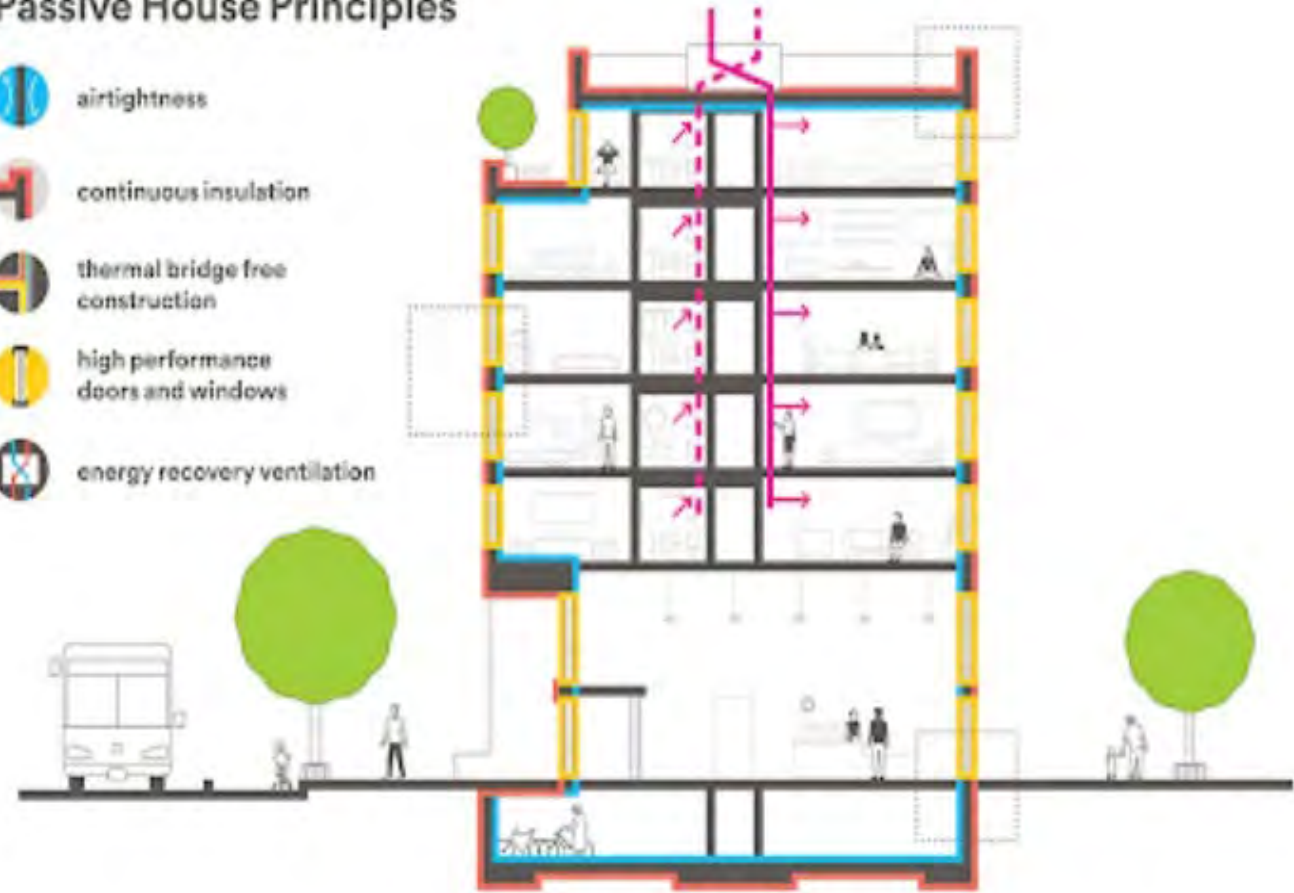 Passive House Principles
airtightness
continuous insulation
thermal bridge free
construction
high performance
doors and windows
energy recovery ventilation